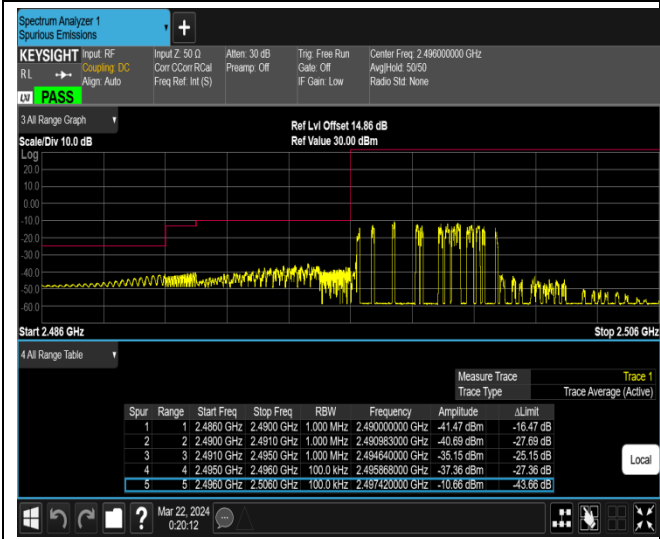 Spectrum Analyzer 1
Spurious Emissions
KEYSIGHT Input: RF Input Z: 50 Ω Atten: 30 dB Trig: Free Run Center Freq: 2.496000000 GHz
RL Coupling: DC Corr CCorr RCal Preamp: Off Gate: Off Avg|Hold: 50/50
Align: Auto Freq Ref: Int (S) IF Gain: Low Radio Std: None
LXI PASS
3 All Range Graph
Ref Lvl Offset 14.86 dB
Scale/Div 10.0 dB Ref Value 30.00 dBm
Log
20.0
10.0
0.00
-10.0
-20.0
-30.0
-40.0
-50.0
-60.0
Start 2.486 GHz Stop 2.506 GHz
4 All Range Table
Measure Trace Trace 1
Trace Type Trace Average (Active)
Spur Range Start Freq Stop Freq RBW Frequency Amplitude ΔLimit
1 1 2.4860 GHz 2.4900 GHz 1.000 MHz 2.490000000 GHz -41.47 dBm -16.47 dB
2 2 2.4900 GHz 2.4910 GHz 1.000 MHz 2.490983000 GHz -40.69 dBm -27.69 dB
3 3 2.4910 GHz 2.4950 GHz 1.000 MHz 2.494640000 GHz -35.15 dBm -25.15 dB
4 4 2.4950 GHz 2.4960 GHz 100.0 kHz 2.495868000 GHz -37.36 dBm -27.36 dB
5 5 2.4960 GHz 2.5060 GHz 100.0 kHz 2.497420000 GHz -10.66 dBm -43.66 dB
Local
Mar 22, 2024
0:20:12